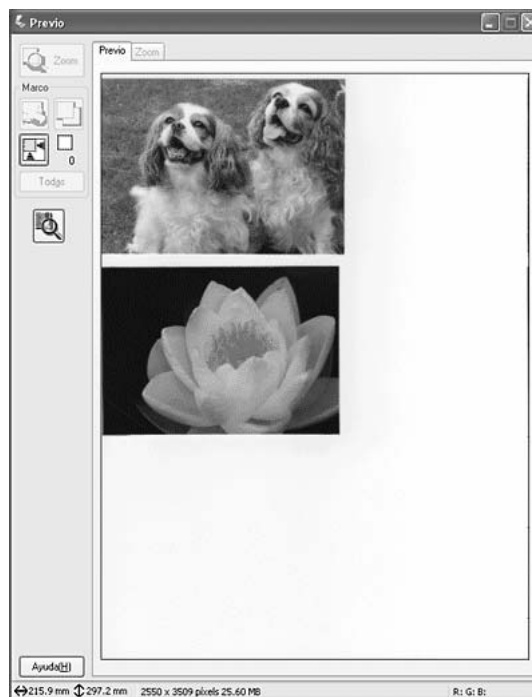 Previo
Zoom
Previo Zoom
Marco
0
Todas
Ayuda(H)
215.9 mm 297.2 mm 2550 x 3509 pixels 25.60 MB R: G: B: